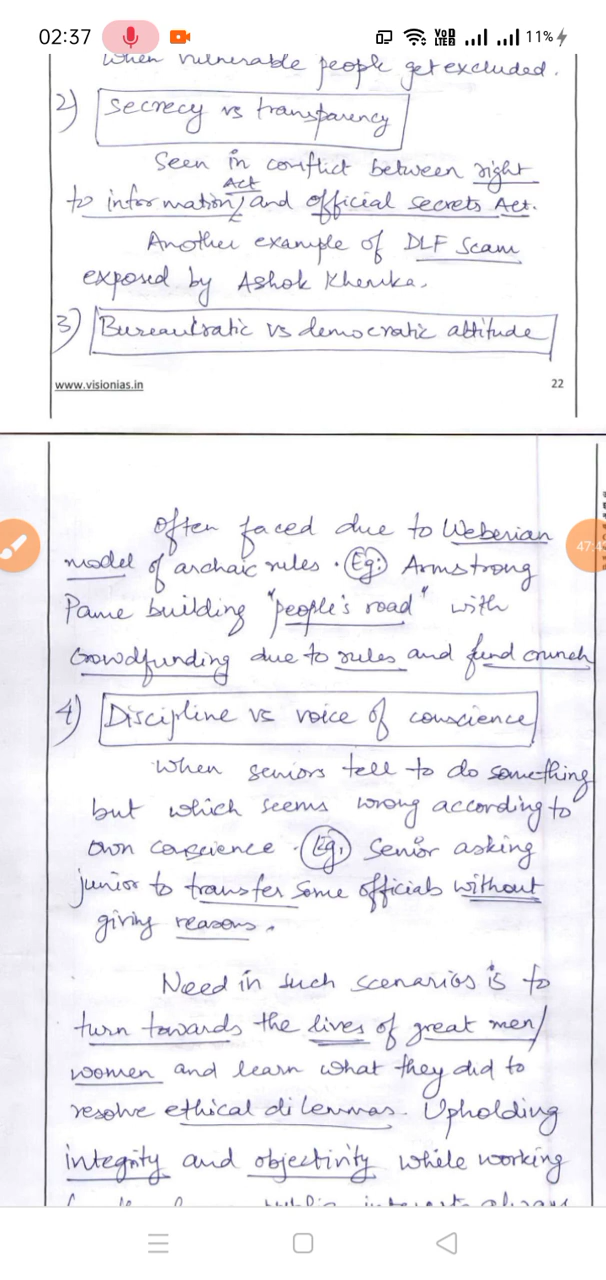 02:37
VoD LTE2 11%
when vulnerable people get excluded.
2) Secrecy vs transparency
Seen in conflict between right
to information Act, and official secrets Act.
Another example of DLF Scam
exposed by Ashok Khemka.
3) Bureautratic vs democratic attitude
www.visionias.in
22
often faced due to Weberian
model of archaic rules. Eg: Armstrong
Pame building "people's road" with
Crowdfunding due to rules and fund crunch
47:4
4) Discipline vs voice of conscience
When seniors tell to do something
but which seems wrong according to
own conscience. Eg, Senior asking
junior to transfer some officials without
giving reasons.
Need in such scenarios is to
turn towards the lives of great men/
women and learn what they did to
resolve ethical dilemmas. Upholding
integrity and objectivity while working